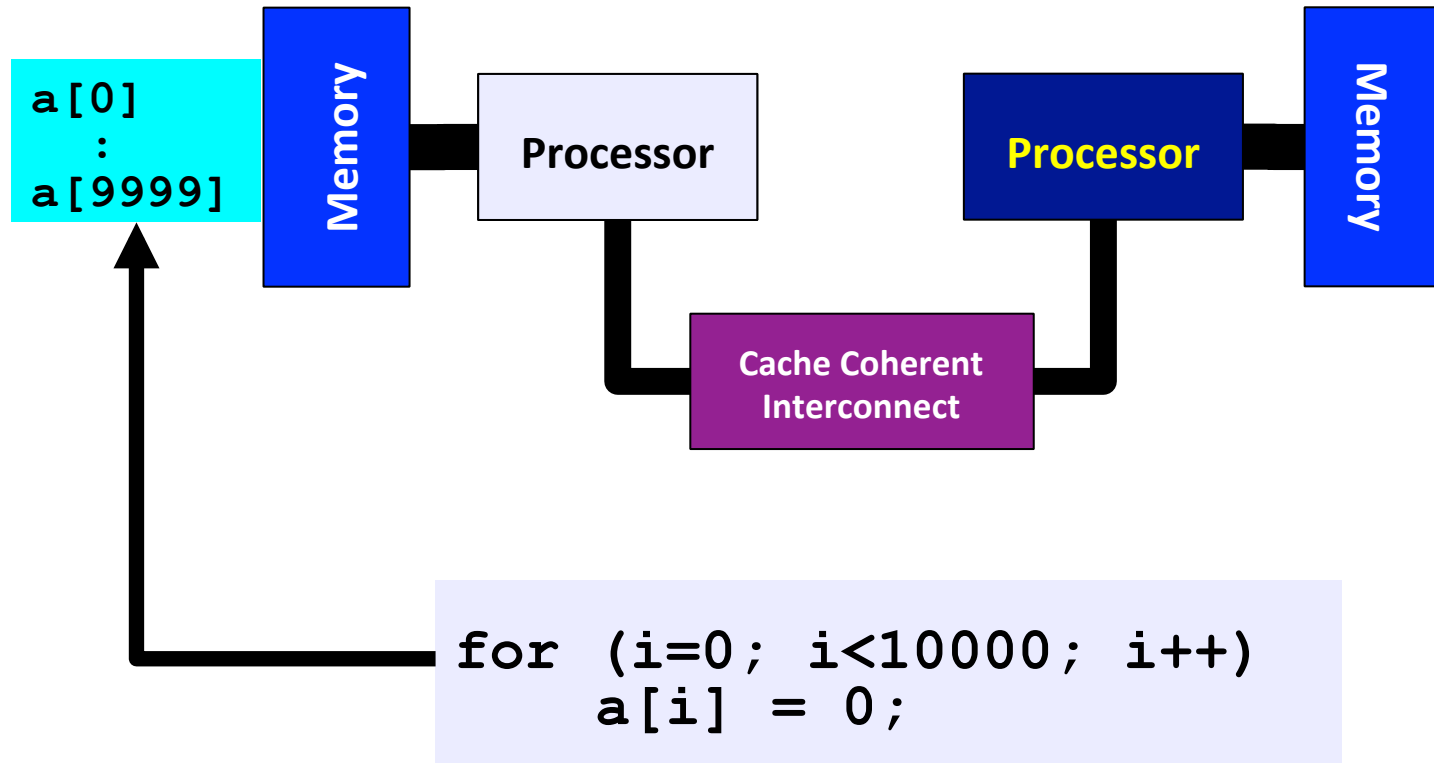 a[0]
:
a[9999]
Memory
Processor
Processor
Memory
Cache Coherent
Interconnect
for (i=0; i<10000; i++)
a[i] = 0;